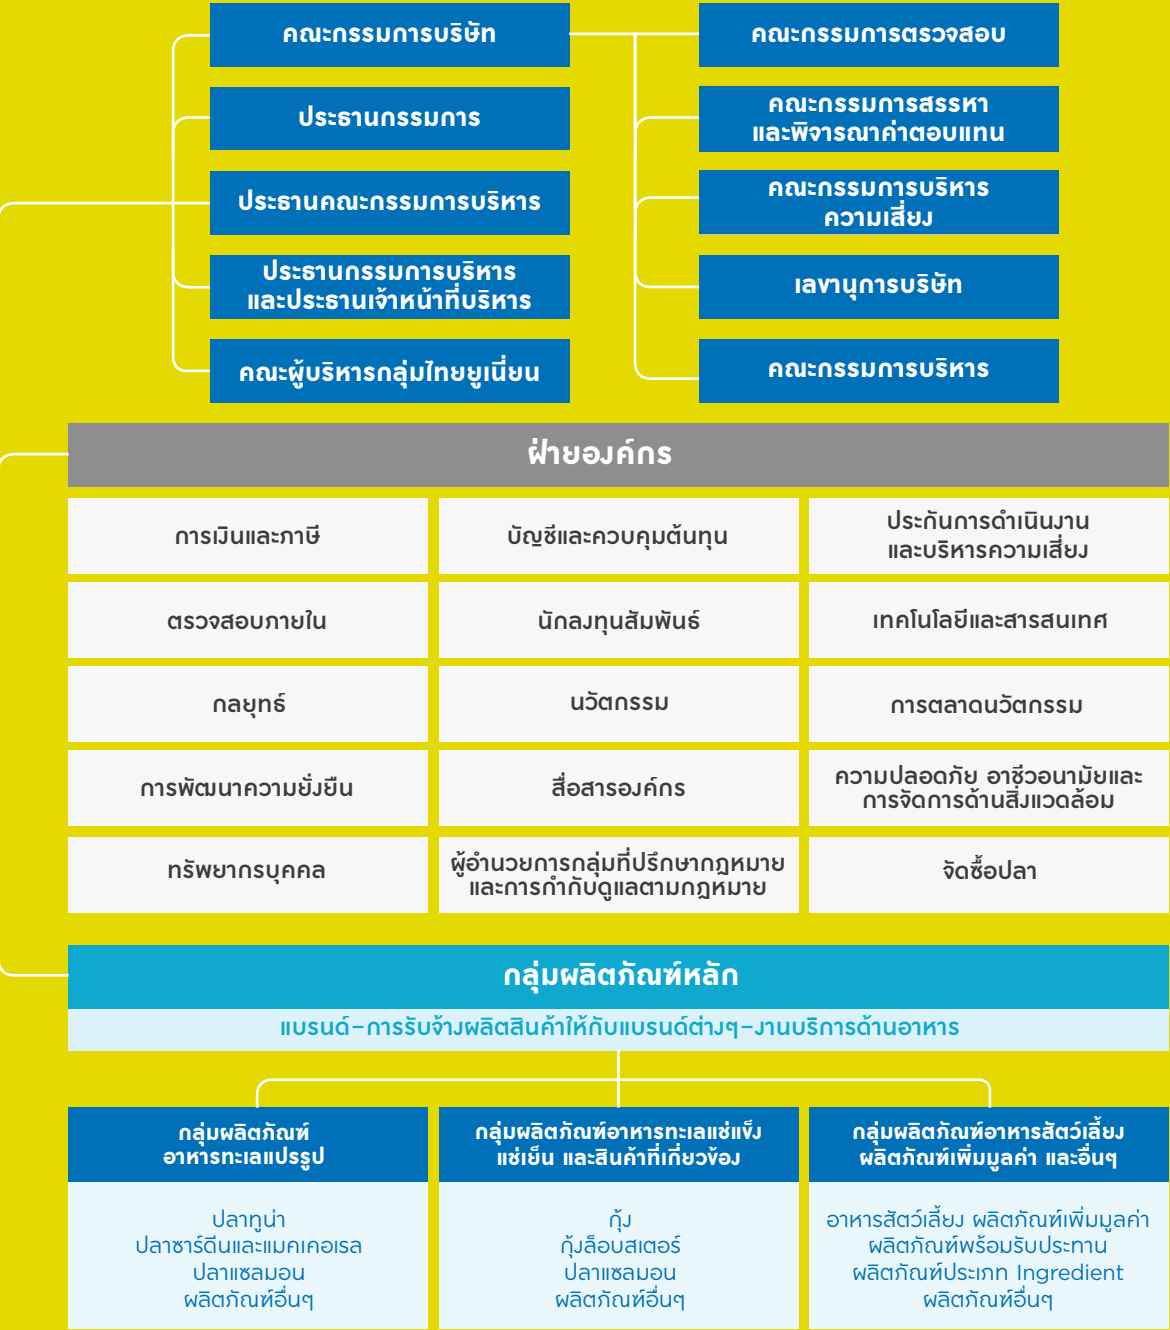 คณะกรรมการบริษัท
ประธานกรรมการ
ประธานคณะกรรมการบริหาร
ประธานกรรมการบริหาร
และประธานเจ้าหน้าที่บริหาร
คณะผู้บริหารกลุ่มไทยยูเนี่ยน
คณะกรรมการตรวจสอบ
คณะกรรมการสรรหา
และพิจารณาค่าตอบแทน
คณะกรรมการบริหาร
ความเสี่ยง
เลขานุการบริษัท
คณะกรรมการบริหาร
ฝ่ายองค์กร
การเงินและภาษี
บัญชีและควบคุมต้นทุน
ประกันการดำเนินงาน
และบริหารความเสี่ยง
ตรวจสอบภายใน
นักลงทุนสัมพันธ์
เทคโนโลยีและสารสนเทศ
กลยุทธ์
นวัตกรรม
การตลาดนวัตกรรม
การพัฒนาความยั่งยืน
สื่อสารองค์กร
ความปลอดภัย อาชีวอนามัยและ
การจัดการด้านสิ่งแวดล้อม
ทรัพยากรบุคคล
ผู้อำนวยการกลุ่มที่ปรึกษากฎหมาย
และการกำกับดูแลตามกฎหมาย
จัดซื้อปลา
กลุ่มผลิตภัณฑ์หลัก
แบรนด์-การรับจ้างผลิตสินค้าให้กับแบรนด์ต่างๆ-งานบริการด้านอาหาร
กลุ่มผลิตภัณฑ์
อาหารทะเลแปรรูป
ปลาทูน่า
ปลาซาร์ดีนและแมคเคอเรล
ปลาแซลมอน
ผลิตภัณฑ์อื่นๆ
กลุ่มผลิตภัณฑ์อาหารทะเลแช่แข็ง
แช่เย็น และสินค้าที่เกี่ยวข้อง
กุ้ง
กุ้งล็อบสเตอร์
ปลาแซลมอน
ผลิตภัณฑ์อื่นๆ
กลุ่มผลิตภัณฑ์อาหารสัตว์เลี้ยง
ผลิตภัณฑ์เพิ่มมูลค่า และอื่นๆ
อาหารสัตว์เลี้ยง ผลิตภัณฑ์เพิ่มมูลค่า
ผลิตภัณฑ์พร้อมรับประทาน
ผลิตภัณฑ์ประเภท Ingredient
ผลิตภัณฑ์อื่นๆ